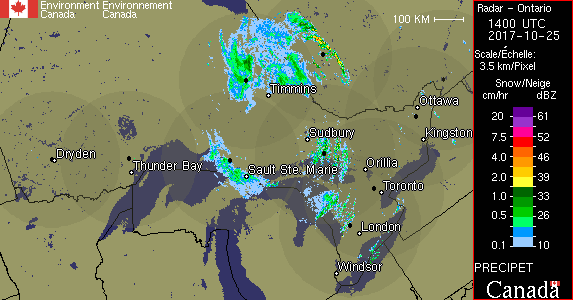 Environment Environnement
Canada Canada
100 KM
Timmins
Ottawa
Sudbury
Kingston
Dryden
Thunder Bay
Sault Ste. Marie
Orillia
Toronto
London
Windsor
Radar - Ontario
1400 UTC
2017-10-25
Scale/Échelle:
3.5 km/Pixel
Snow/Neige
cm/hr dBZ
20 61
7.5 52
4.0 46
2.0 39
1.0 33
0.5 26
0.1 10
PRECIPET
Canada